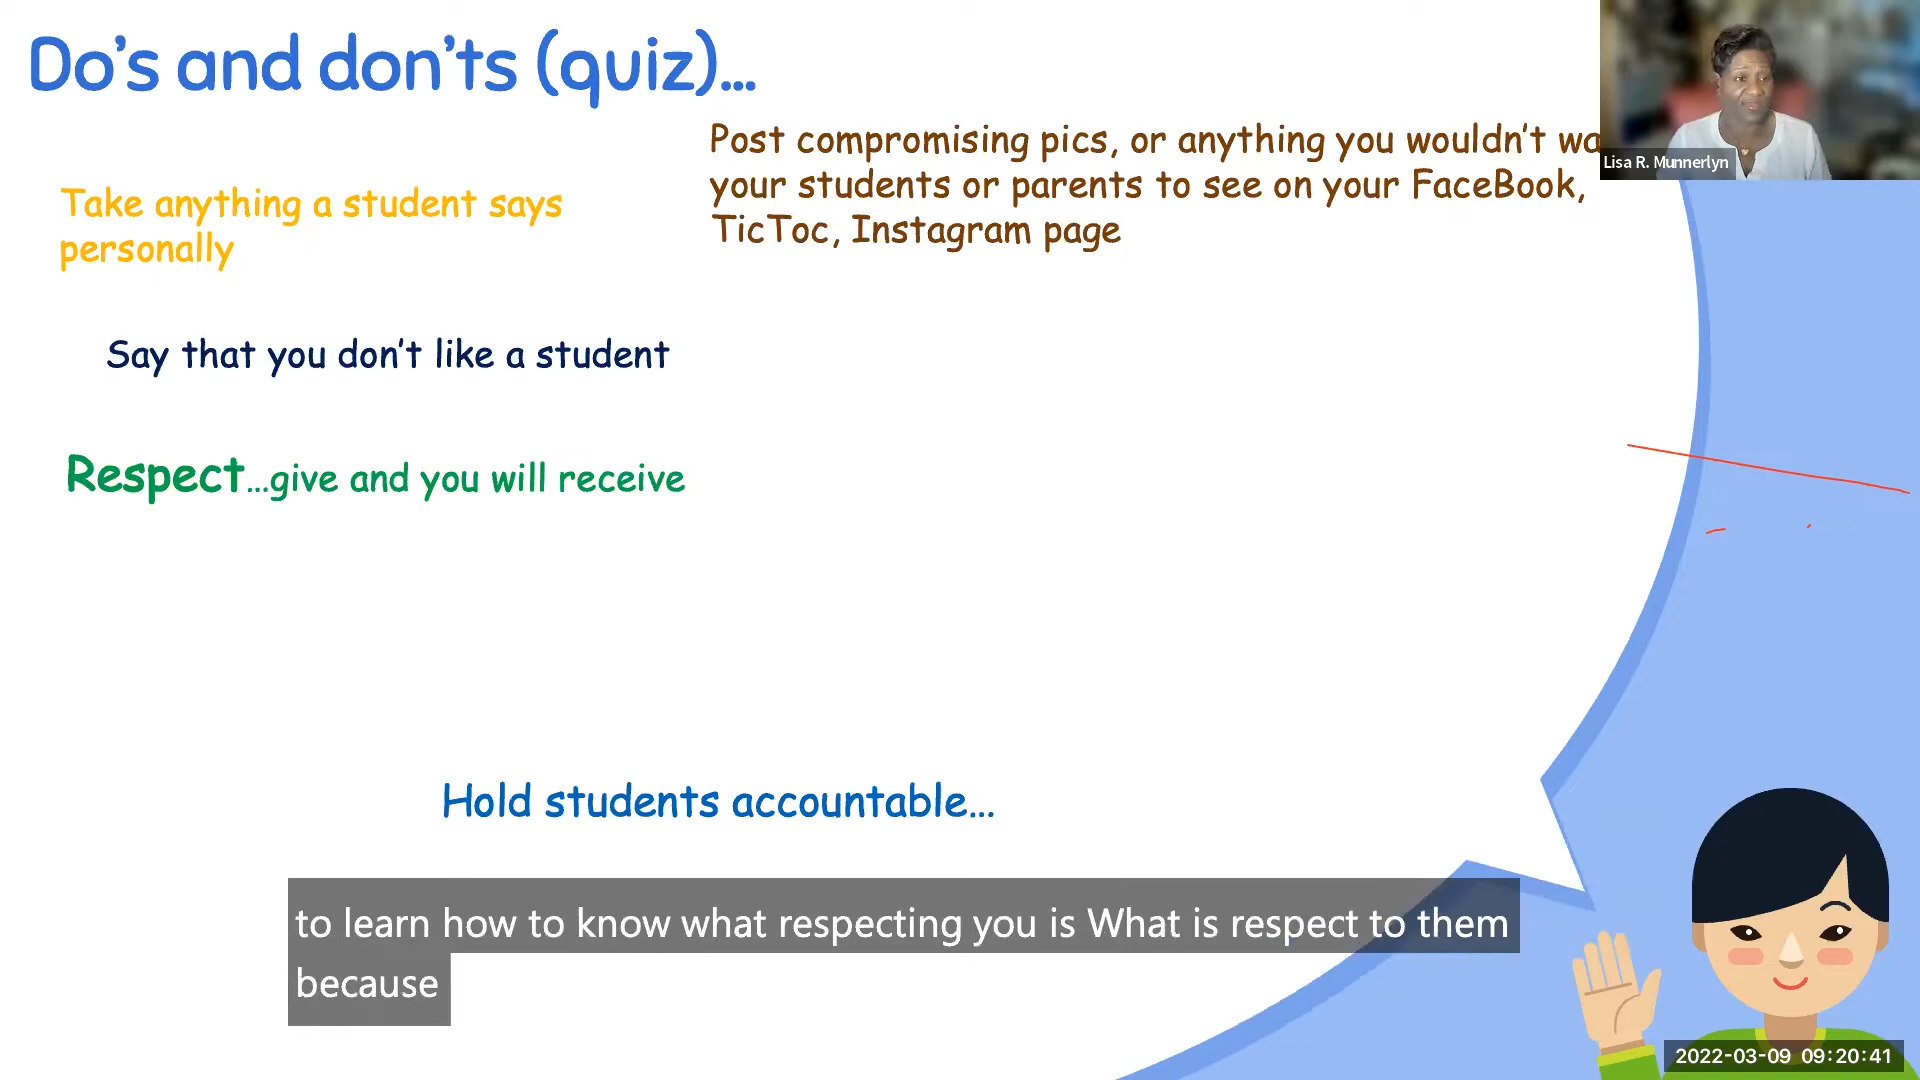 Do's and don'ts (quiz)...
Post compromising pics, or anything you wouldn't
your students or parents to see on your FaceBook,
TicToc, Instagram page
Lisa R. Munnerlyn
Take anything a student says
personally
Say that you don't like a student
Respect...give and you will receive
Hold students accountable...
to learn how to know what respecting you is What is respect to them
because
2022-03-09 09:20:41